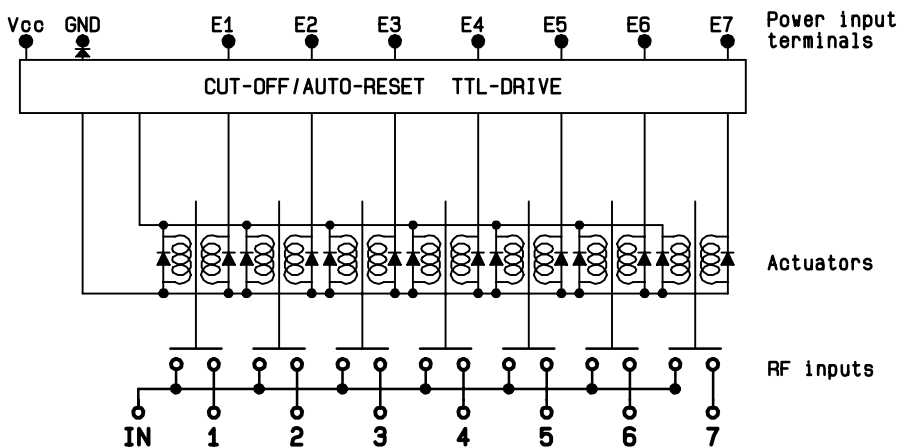 Vcc GND E1 E2 E3 E4 E5 E6 E7 Power input
terminals
CUT-OFF/AUTO-RESET TTL-DRIVE
Actuators
RF inputs
IN 1 2 3 4 5 6 7